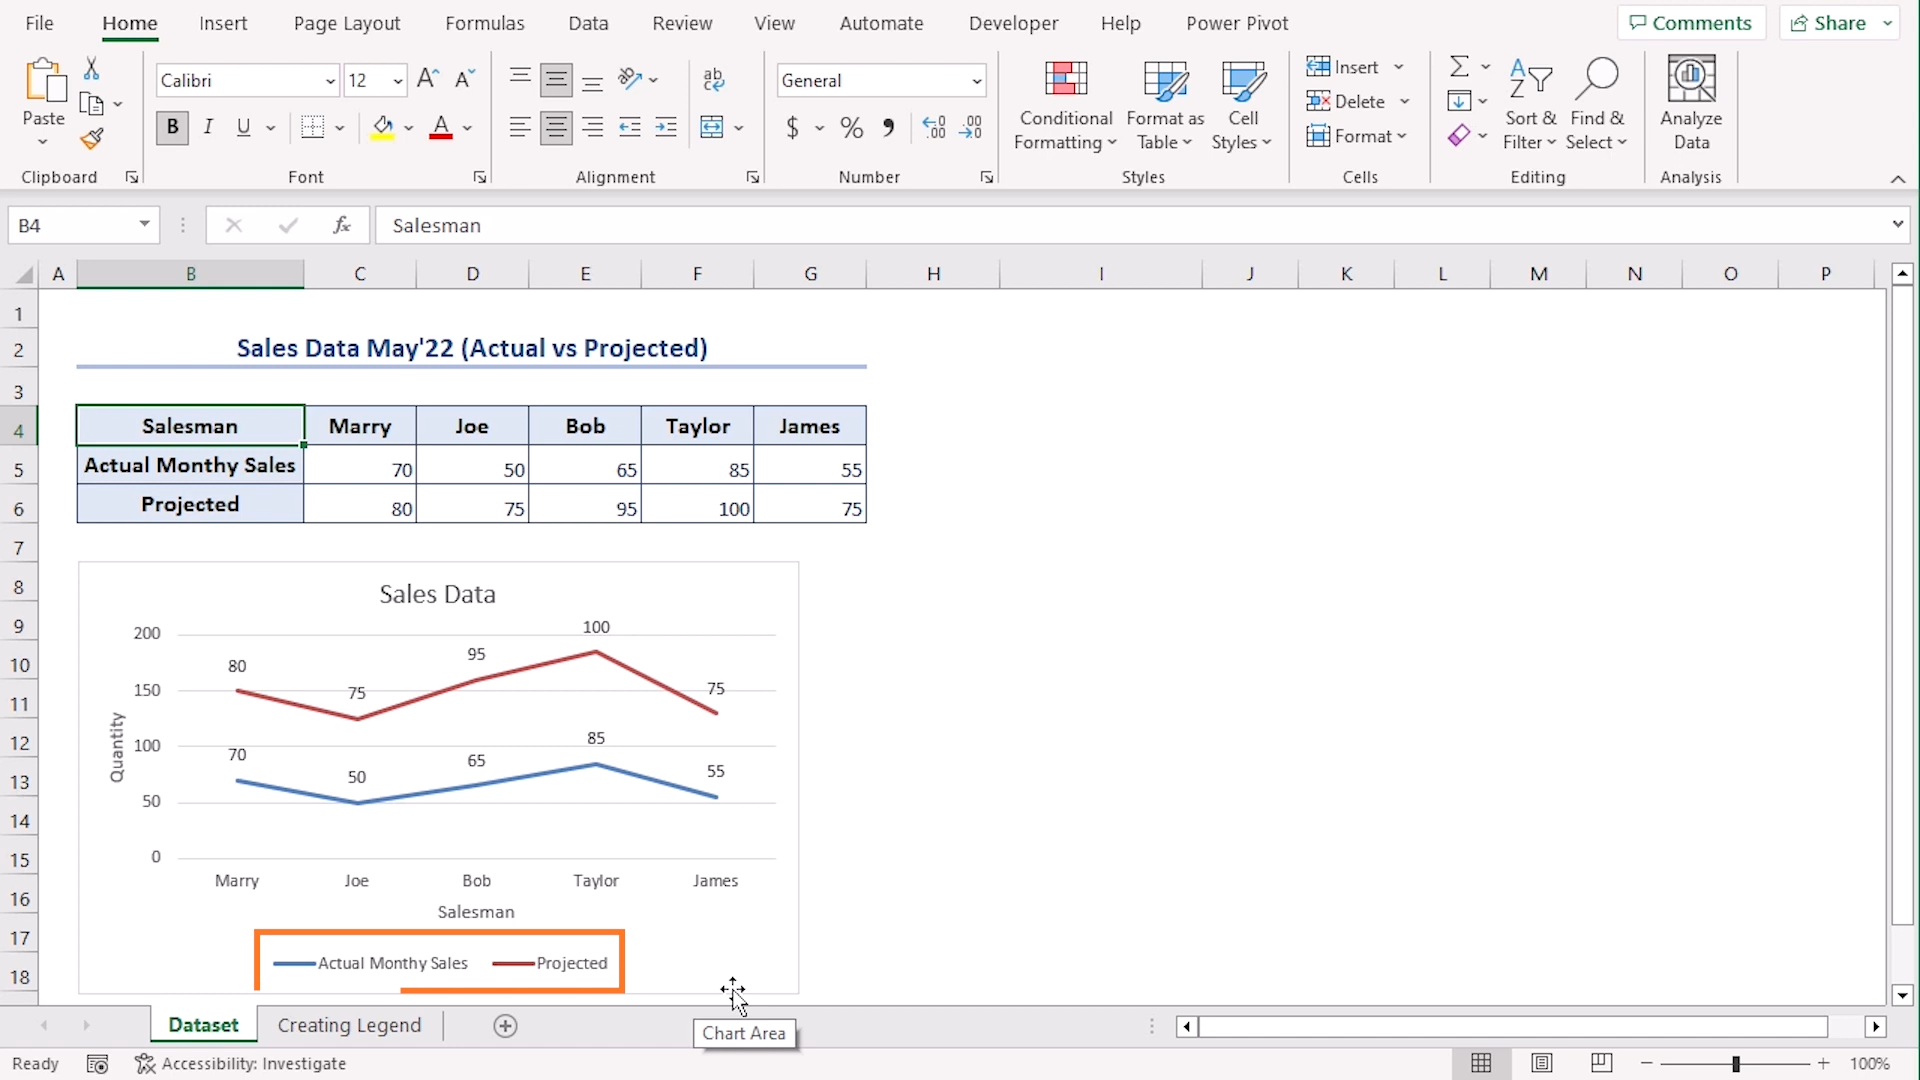 File Home Insert Page Layout Formulas Data Review View Automate Developer Help Power Pivot Comments Share
Paste
Clipboard
Calibri 12
B I U
Font
ab
Alignment
General
$ % 9
Number
Conditional Formatting
Format as Table
Cell Styles
Styles
Insert
Delete
Format
Cells
Sort & Filter
Find & Select
Editing
Analyze Data
Analysis
B4 fx Salesman
A B C D E F G H I J K L M N O P
1
2 Sales Data May'22 (Actual vs Projected)
3
4 Salesman Marry Joe Bob Taylor James
5 Actual Monthy Sales 70 50 65 85 55
6 Projected 80 75 95 100 75
7
8
9
10
11
12
13
14
15
16
17
18
Sales Data
200
150
100
50
0
Quantity
80 75 95 100 75
70 50 65 85 55
Marry Joe Bob Taylor James
Salesman
Actual Monthy Sales Projected
Chart Area
Dataset Creating Legend
Ready Accessibility: Investigate 100%